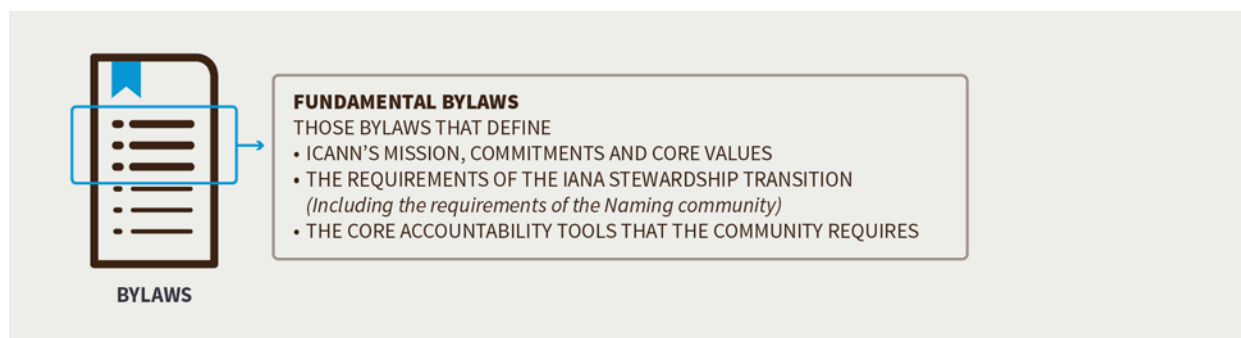 FUNDAMENTAL BYLAWS
THOSE BYLAWS THAT DEFINE
• ICANN’S MISSION, COMMITMENTS AND CORE VALUES
• THE REQUIREMENTS OF THE IANA STEWARDSHIP TRANSITION
(Including the requirements of the Naming community)
• THE CORE ACCOUNTABILITY TOOLS THAT THE COMMUNITY REQUIRES
BYLAWS